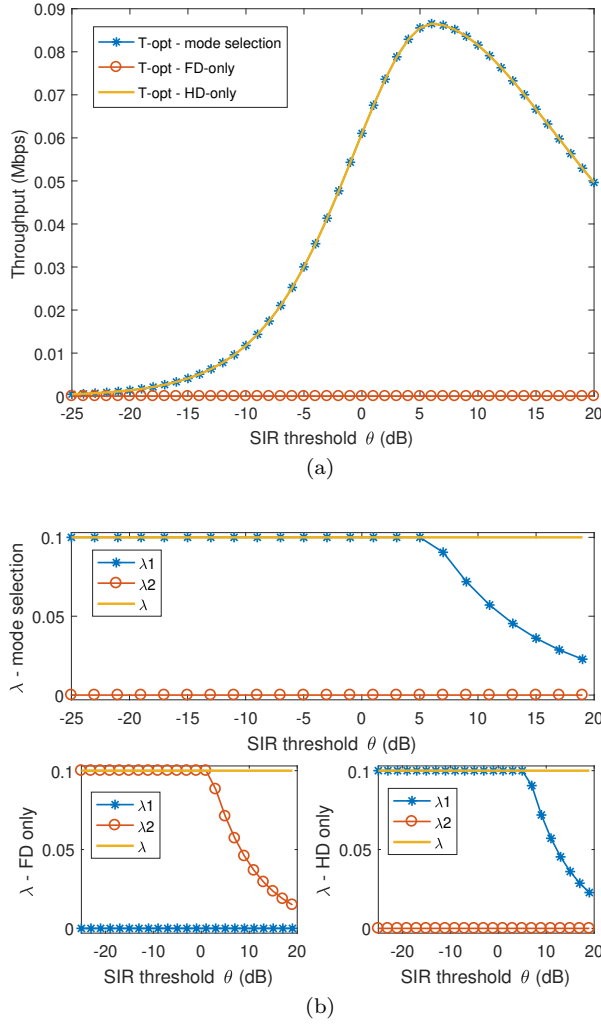 0.09
0.08
0.07
0.06
0.05
0.04
0.03
0.02
0.01
0
Throughput (Mbps)
T-opt - mode selection
T-opt - FD-only
T-opt - HD-only
-25 -20 -15 -10 -5 0 5 10 15 20
SIR threshold θ (dB)
(a)
0.1
0.05
0
λ - mode selection
λ1
λ2
λ
-25 -20 -15 -10 -5 0 5 10 15 20
SIR threshold θ (dB)
0.1
0.05
0
λ - FD only
λ1
λ2
λ
-20 -10 0 10 20
SIR threshold θ (dB)
0.1
0.05
0
λ - HD only
λ1
λ2
λ
-20 -10 0 10 20
SIR threshold θ (dB)
(b)